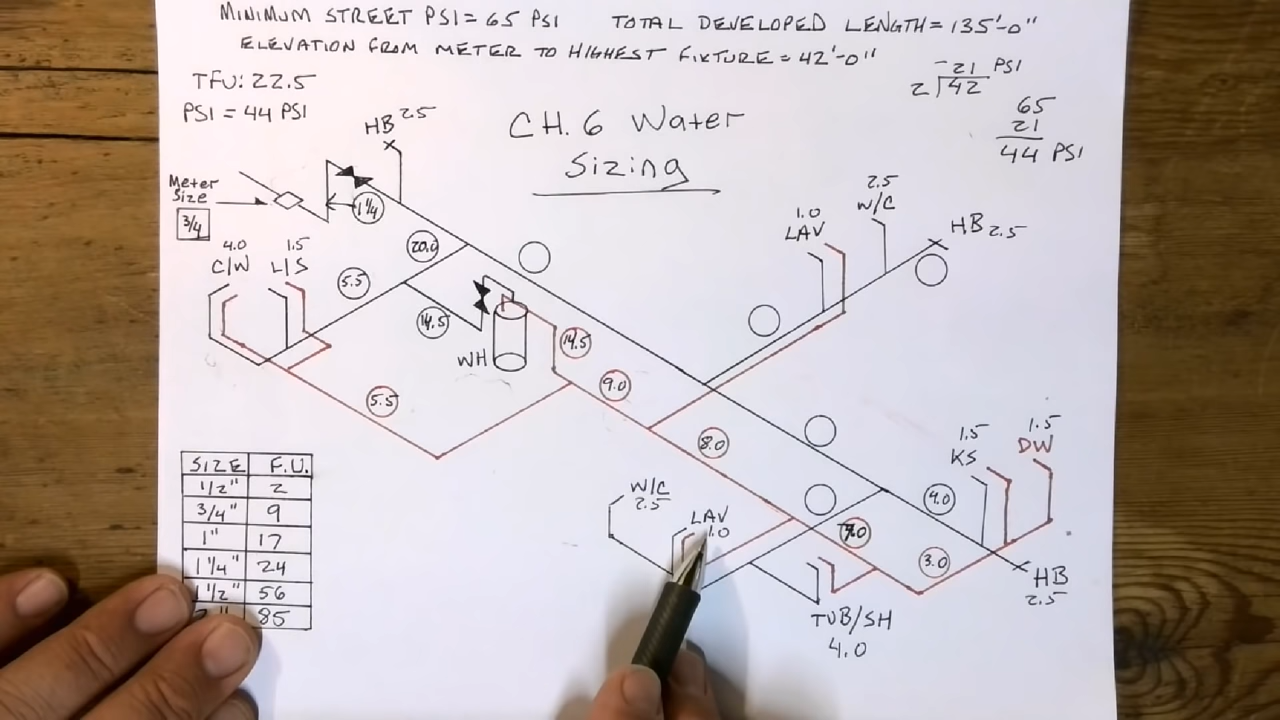 MINIMUM STREET PSI = 65 PSI TOTAL DEVELOPED LENGTH = 135'-0"
ELEVATION FROM METER TO HIGHEST FIXTURE = 42'-0"
TFU: 22.5
PSI = 44 PSI
21 PSI
2 42
65
21
44 PSI
CH. 6 Water
Sizing
HB 2.5
Meter
Size
3/4
1 1/4
4.0
C/W
1.5
L/S
20.0
5.5
14.5
WH
14.5
9.0
5.5
8.0
1.0
LAV
2.5
W/C
HB 2.5
1.5
KS
1.5
DW
4.0
7.0
3.0
HB
2.5
W/C
2.5
LAV
1.0
TUB/SH
4.0
SIZE F.U.
1/2" 2
3/4" 9
1" 17
1 1/4" 24
1 1/2" 56
85